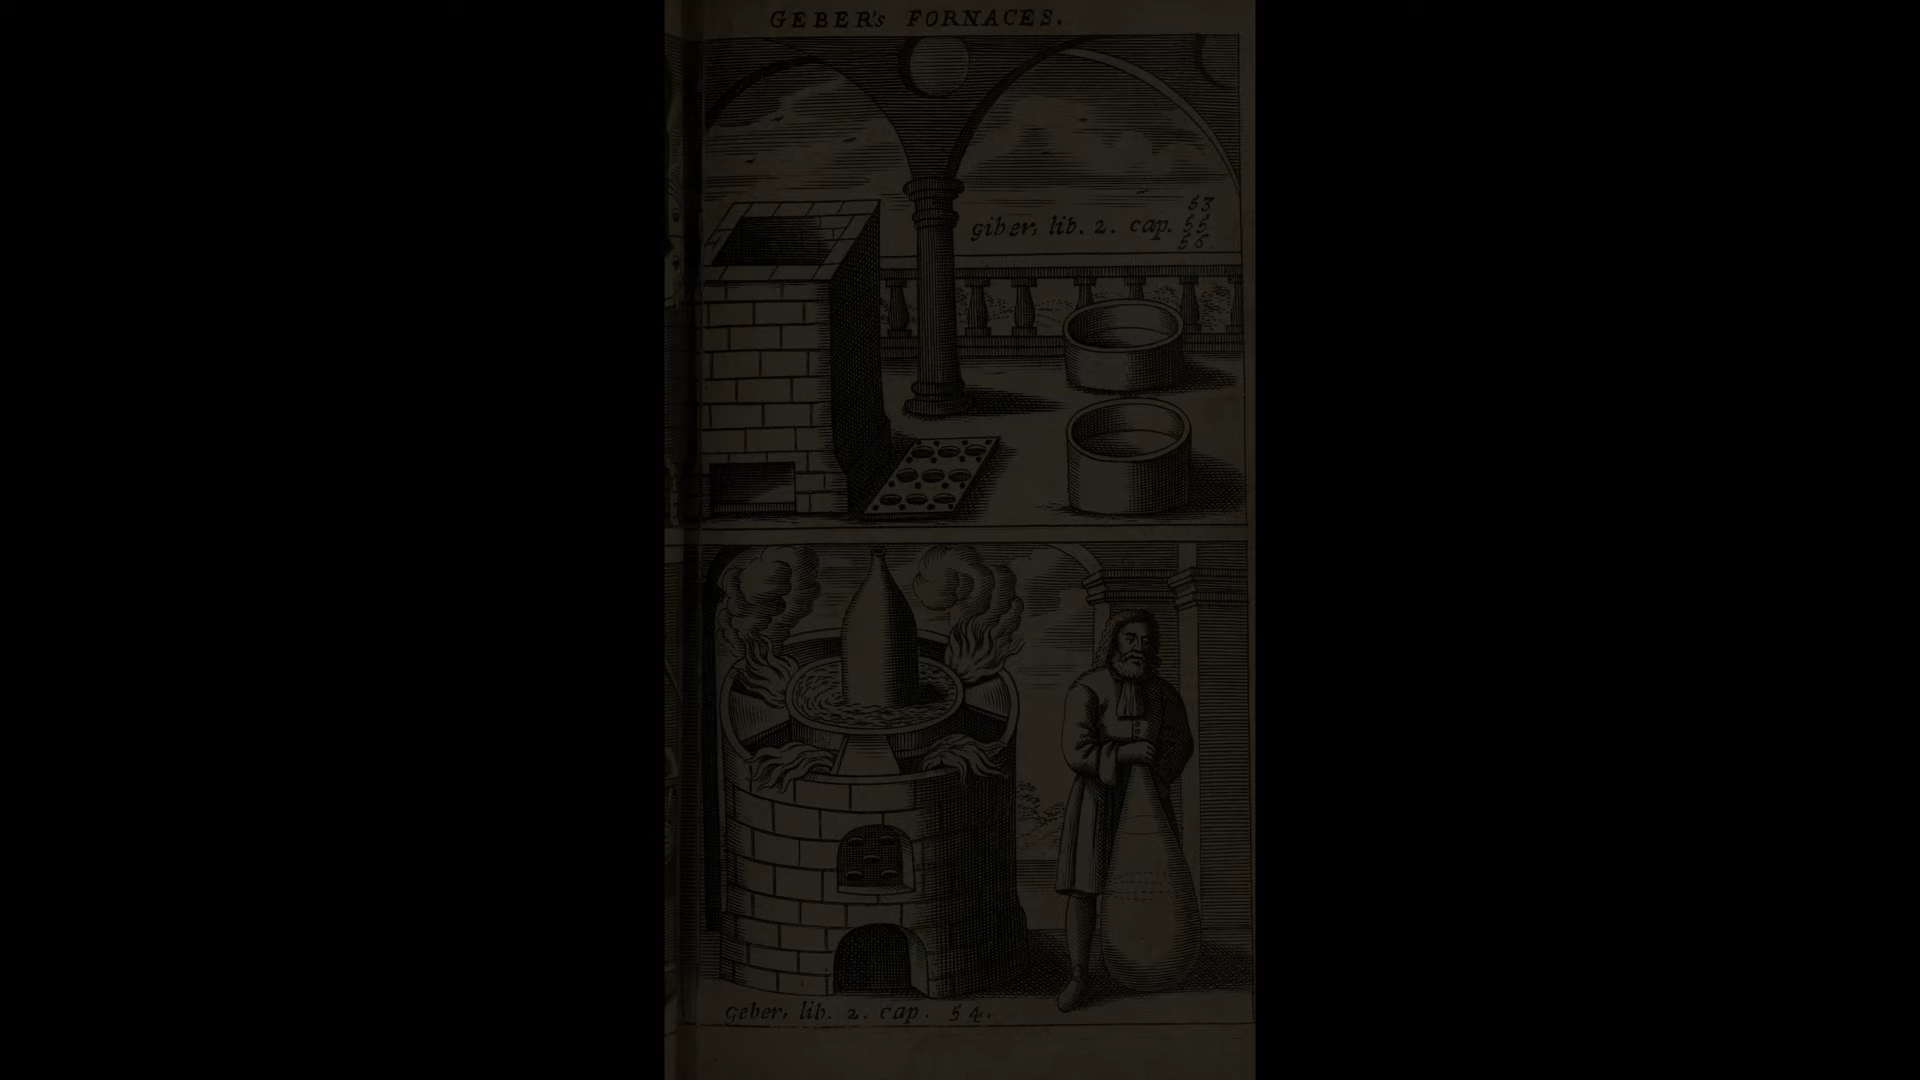 GEBER's FORNACES.
53
giber, lib. 2. cap. 55
56.
geber, lib. 2. cap. 54.